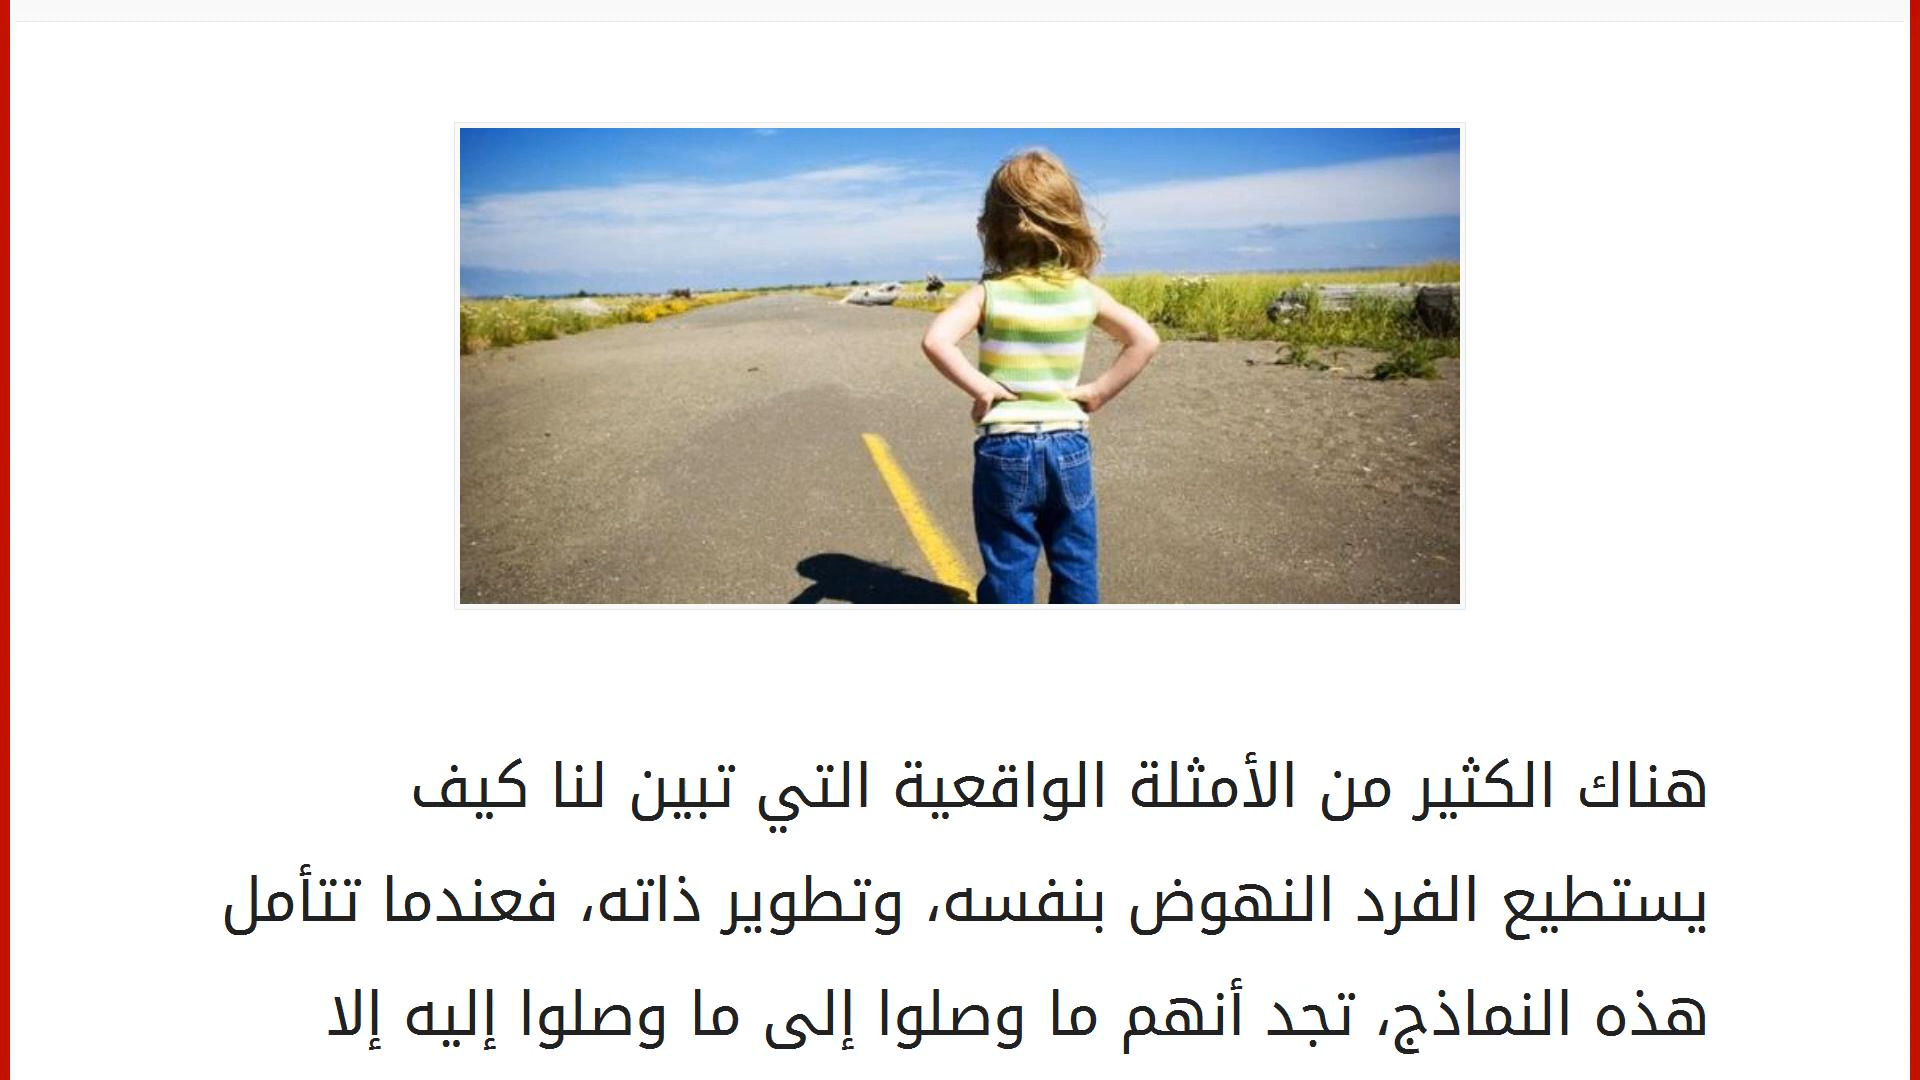 هناك الكثير من الأمثلة الواقعية التي تبين لنا كيف
يستطيع الفرد النهوض بنفسه، وتطوير ذاته، فعندما تتأمل
هذه النماذج، تجد أنهم ما وصلوا إلى ما وصلوا إليه إلا